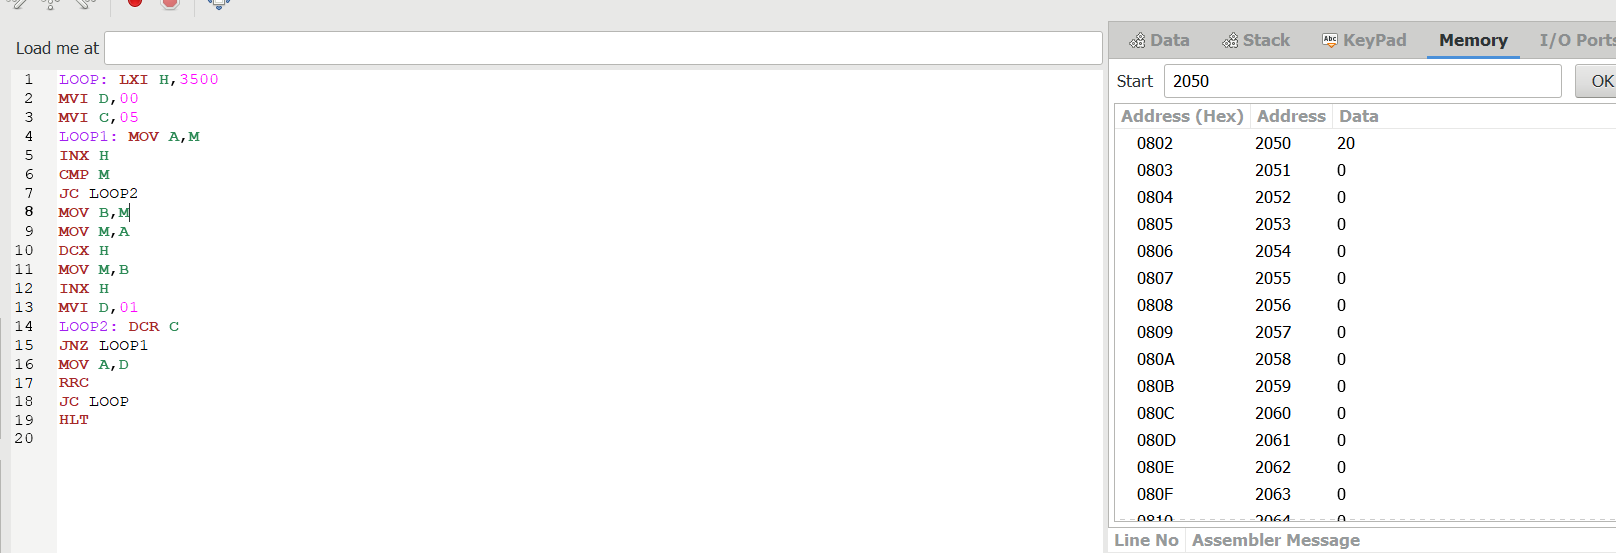 Load me at
1 LOOP: LXI H,3500
2 MVI D,00
3 MVI C,05
4 LOOP1: MOV A,M
5 INX H
6 CMP M
7 JC LOOP2
8 MOV B,M
9 MOV M,A
10 DCX H
11 MOV M,B
12 INX H
13 MVI D,01
14 LOOP2: DCR C
15 JNZ LOOP1
16 MOV A,D
17 RRC
18 JC LOOP
19 HLT
20
Data Stack Abc KeyPad Memory I/O Ports
Start 2050 OK
Address (Hex) Address Data
0802 2050 20
0803 2051 0
0804 2052 0
0805 2053 0
0806 2054 0
0807 2055 0
0808 2056 0
0809 2057 0
080A 2058 0
080B 2059 0
080C 2060 0
080D 2061 0
080E 2062 0
080F 2063 0
0810 2064 0
Line No Assembler Message